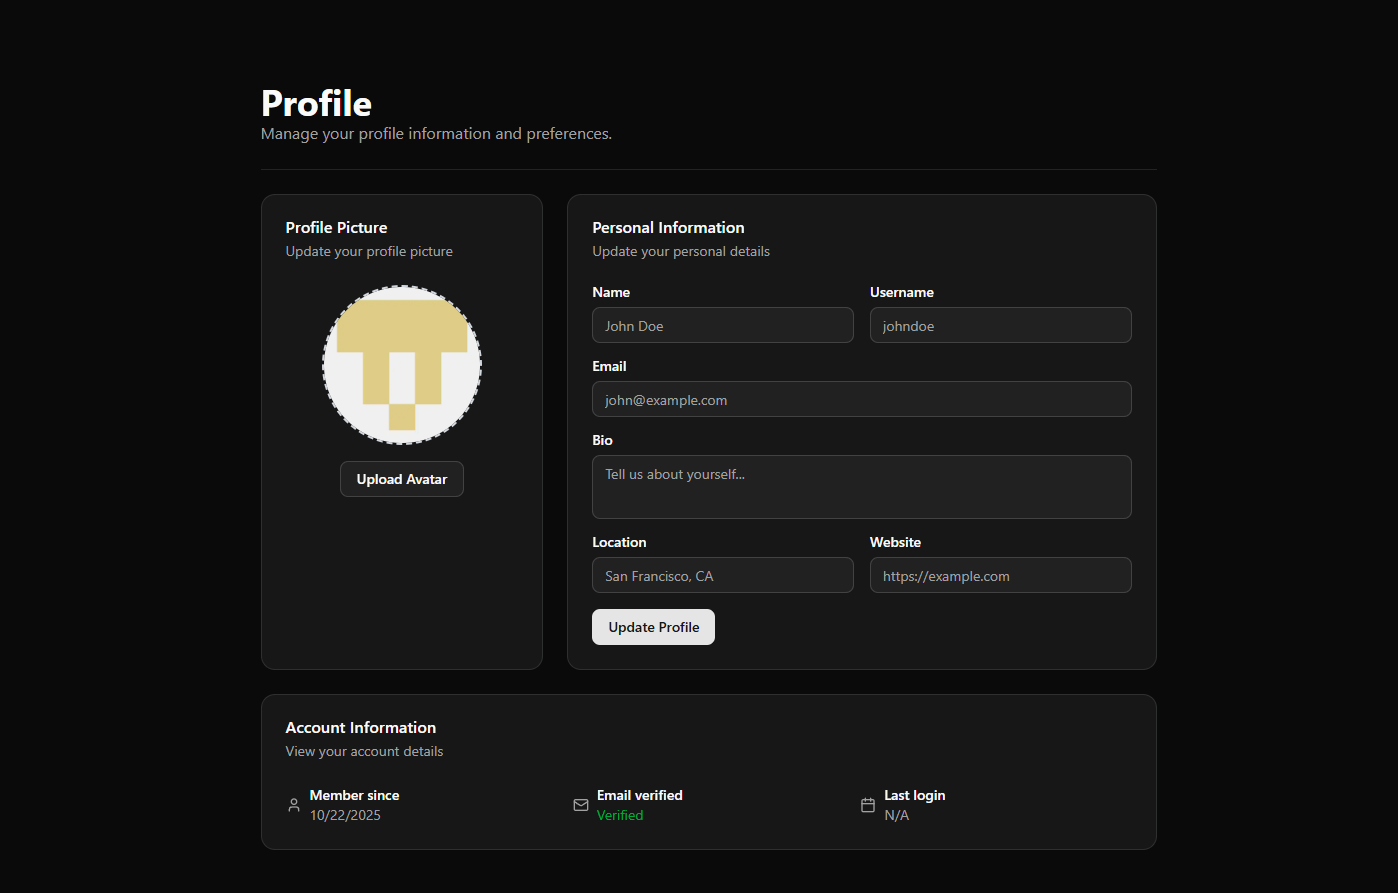 Profile
Manage your profile information and preferences.
Profile Picture
Update your profile picture
Upload Avatar
Personal Information
Update your personal details
Name
John Doe
Username
johndoe
Email
john@example.com
Bio
Tell us about yourself...
Location
San Francisco, CA
Website
https://example.com
Update Profile
Account Information
View your account details
Member since
10/22/2025
Email verified
Verified
Last login
N/A